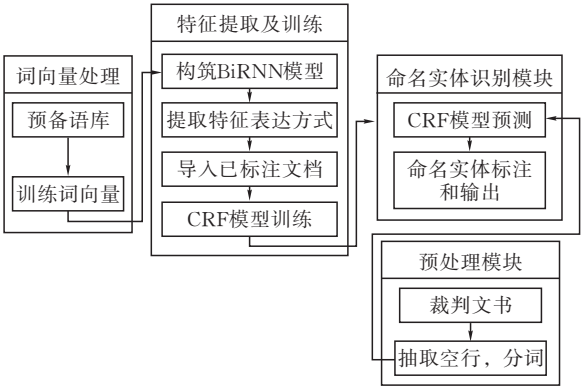 词向量处理
预备语库
训练词向量
特征提取及训练
构筑BiRNN模型
提取特征表达方式
导入已标注文档
CRF模型训练
命名实体识别模块
CRF模型预测
命名实体标注
和输出
预处理模块
裁判文书
抽取空行，分词